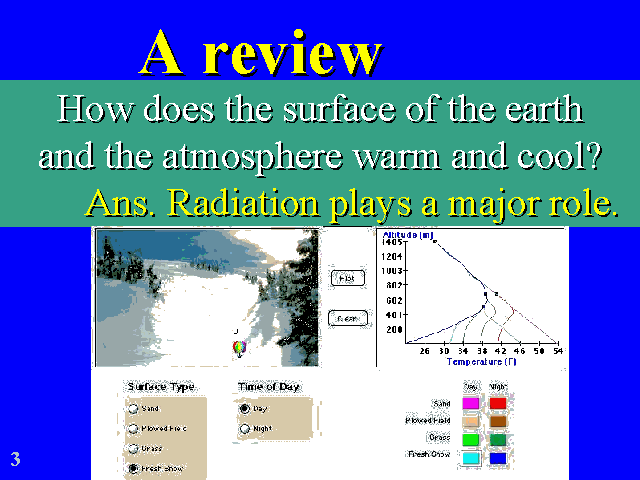 A review
How does the surface of the earth
and the atmosphere warm and cool?
Ans. Radiation plays a major role.
Altitude (m)
1405
1204
1003
802
602
401
200
26 30 34 38 42 46 50 54
Temperature (F)
Plot
Clear
Surface Type
Sand
Plowed Field
Grass
Fresh Snow
Time of Day
Day
Night
Day Night
Sand
Plowed Field
Grass
Fresh Snow
3